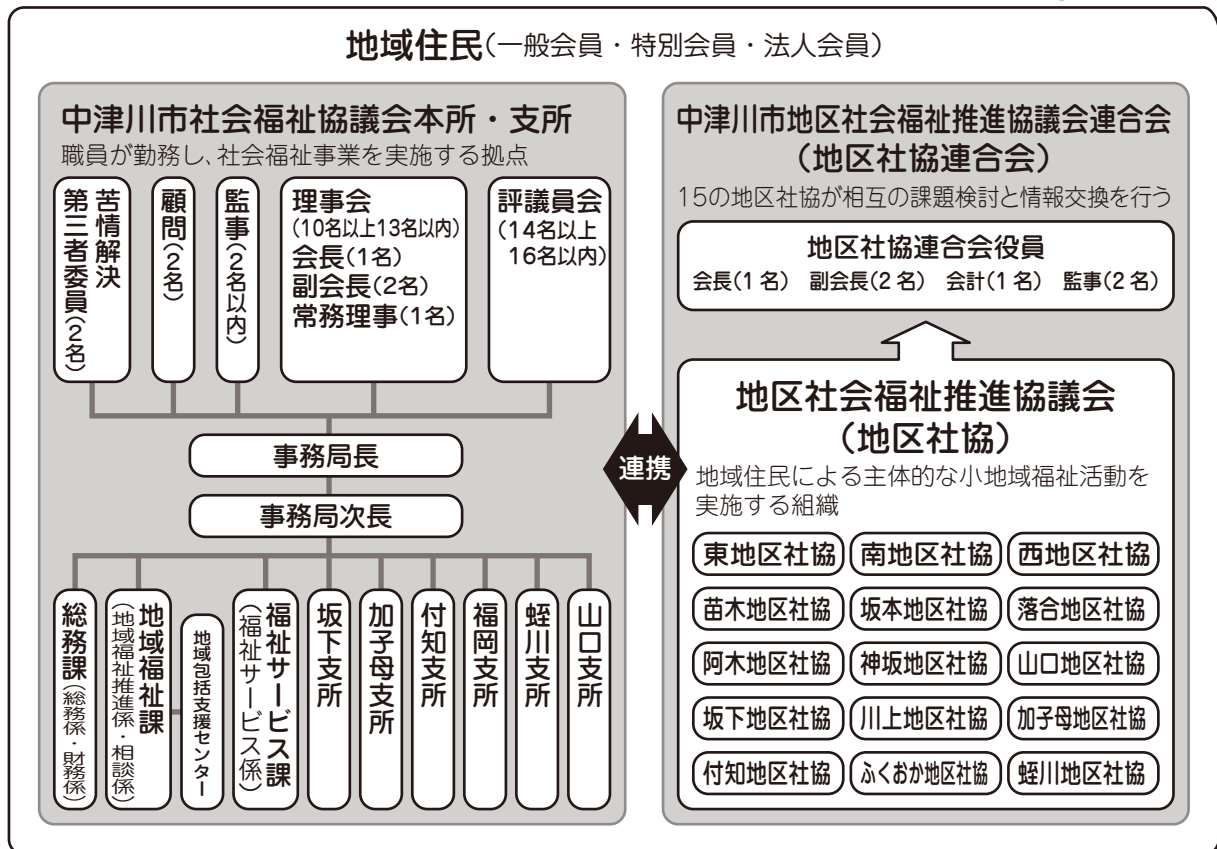 地域住民(一般会員・特別会員・法人会員)
中津川市社会福祉協議会本所・支所
職員が勤務し、社会福祉事業を実施する拠点
苦情解決
第三者委員(2名)
顧問(2名)
監事(2名以内)
理事会
(10名以上13名以内)
会長(1名)
副会長(2名)
常務理事(1名)
評議員会
(14名以上
16名以内)
事務局長
事務局次長
総務課(総務係・財務係)
地域福祉課
(地域福祉推進係・相談係)
地域包括支援センター
福祉サービス課
(福祉サービス係)
坂下支所
加子母支所
付知支所
福岡支所
蛭川支所
山口支所
連携
中津川市地区社会福祉推進協議会連合会
(地区社協連合会)
15の地区社協が相互の課題検討と情報交換を行う
地区社協連合会役員
会長(1名) 副会長(2名) 会計(1名) 監事(2名)
地区社会福祉推進協議会
(地区社協)
地域住民による主体的な小地域福祉活動を
実施する組織
東地区社協 南地区社協 西地区社協
苗木地区社協 坂本地区社協 落合地区社協
阿木地区社協 神坂地区社協 山口地区社協
坂下地区社協 川上地区社協 加子母地区社協
付知地区社協 ふくおか地区社協 蛭川地区社協